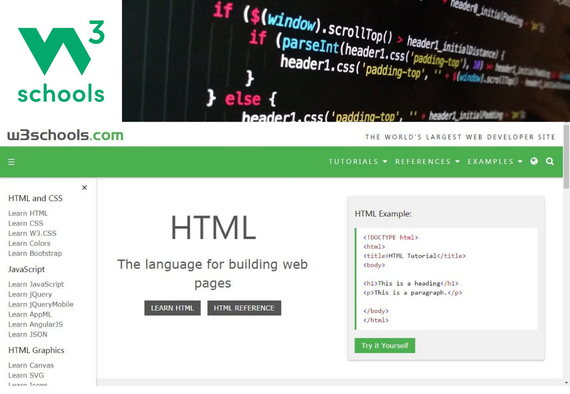 W3
schools
if ($(window).scrollTop() > header1_initialDistance) {
if (parseInt(header1.css('padding-top'), 10) >= header1_initialPadding
header1.css('padding-top', '' + $(window).scrollTop() - header1_initialDistance
}
} else {
header1.css('padding-top', '' + header1_initialPadding + 'px');
w3schools.com
THE WORLD'S LARGEST WEB DEVELOPER SITE
TUTORIALS REFERENCES EXAMPLES
HTML and CSS
Learn HTML
Learn CSS
Learn W3.CSS
Learn Colors
Learn Bootstrap
JavaScript
Learn JavaScript
Learn jQuery
Learn jQueryMobile
Learn AppML
Learn AngularJS
Learn JSON
HTML Graphics
Learn Canvas
Learn SVG
Learn Icons
HTML
The language for building web
pages
LEARN HTML HTML REFERENCE
HTML Example:
<!DOCTYPE html>
<html>
<title>HTML Tutorial</title>
<body>
<h1>This is a heading</h1>
<p>This is a paragraph.</p>
</body>
</html>
Try it Yourself